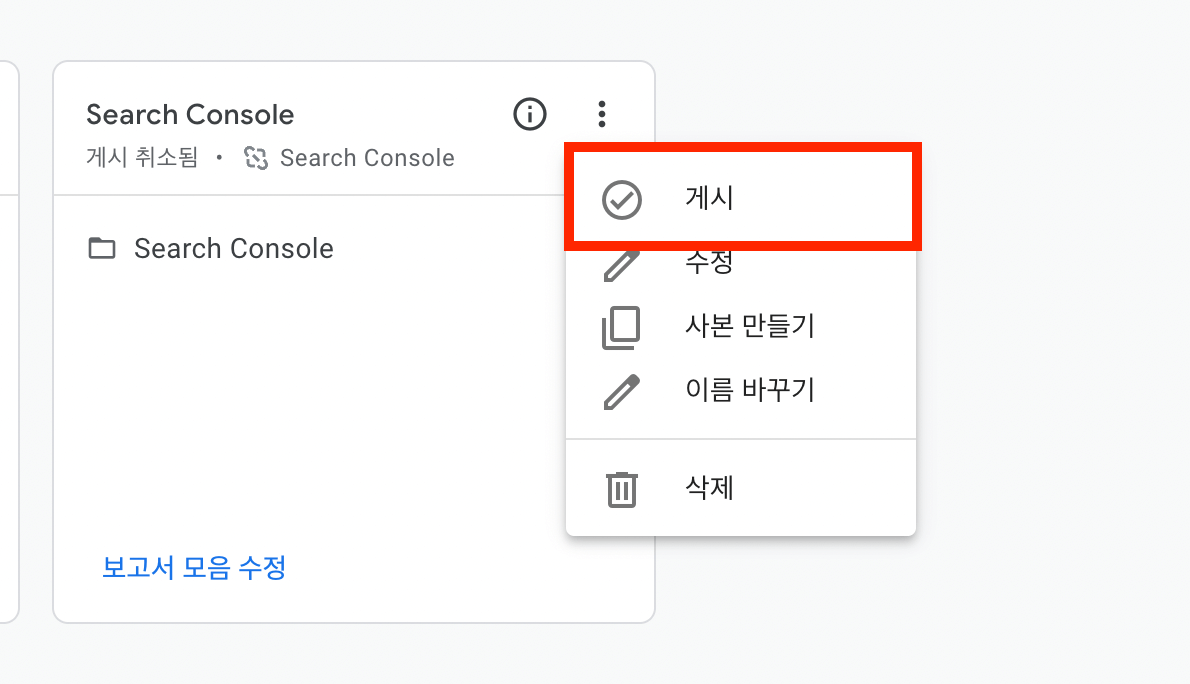 Search Console
게시 취소됨 • Search Console
Search Console
보고서 모음 수정
게시
수정
사본 만들기
이름 바꾸기
삭제